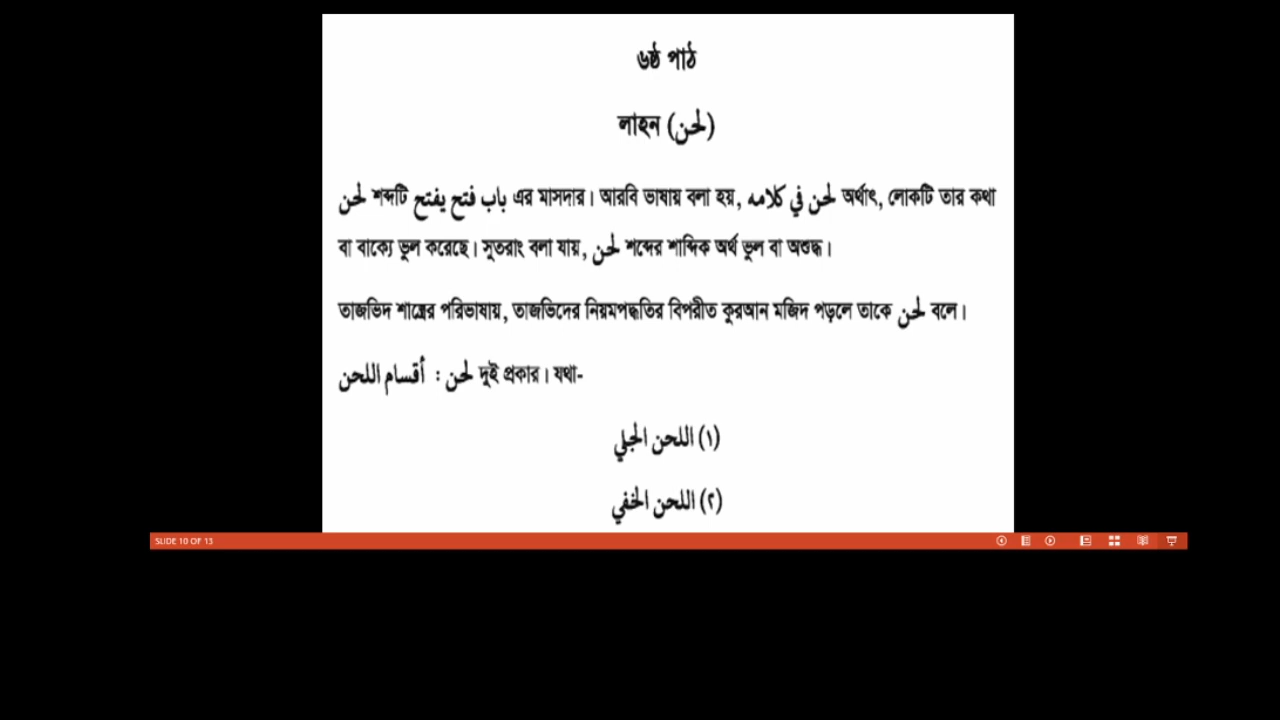 ৬ষ্ঠ পাঠ
লাহন (لحن)
لحن শব্দটি باب فتح يفتح এর মাসদার। আরবি ভাষায় বলা হয়, لحن في كلامه অর্থাৎ, লোকটি তার কথা
বা বাক্যে ভুল করেছে। সুতরাং বলা যায়, لحن শব্দের শাব্দিক অর্থ ভুল বা অশুদ্ধ।
তাজভিদ শাস্ত্রের পরিভাষায়, তাজভিদের নিয়মপদ্ধতির বিপরীত কুরআন মজিদ পড়লে তাকে لحن বলে।
أقسام اللحن : لحن দুই প্রকার। যথা-
(١) اللحن الجلي
(٢) اللحن الخفي
SLIDE 10 OF 13